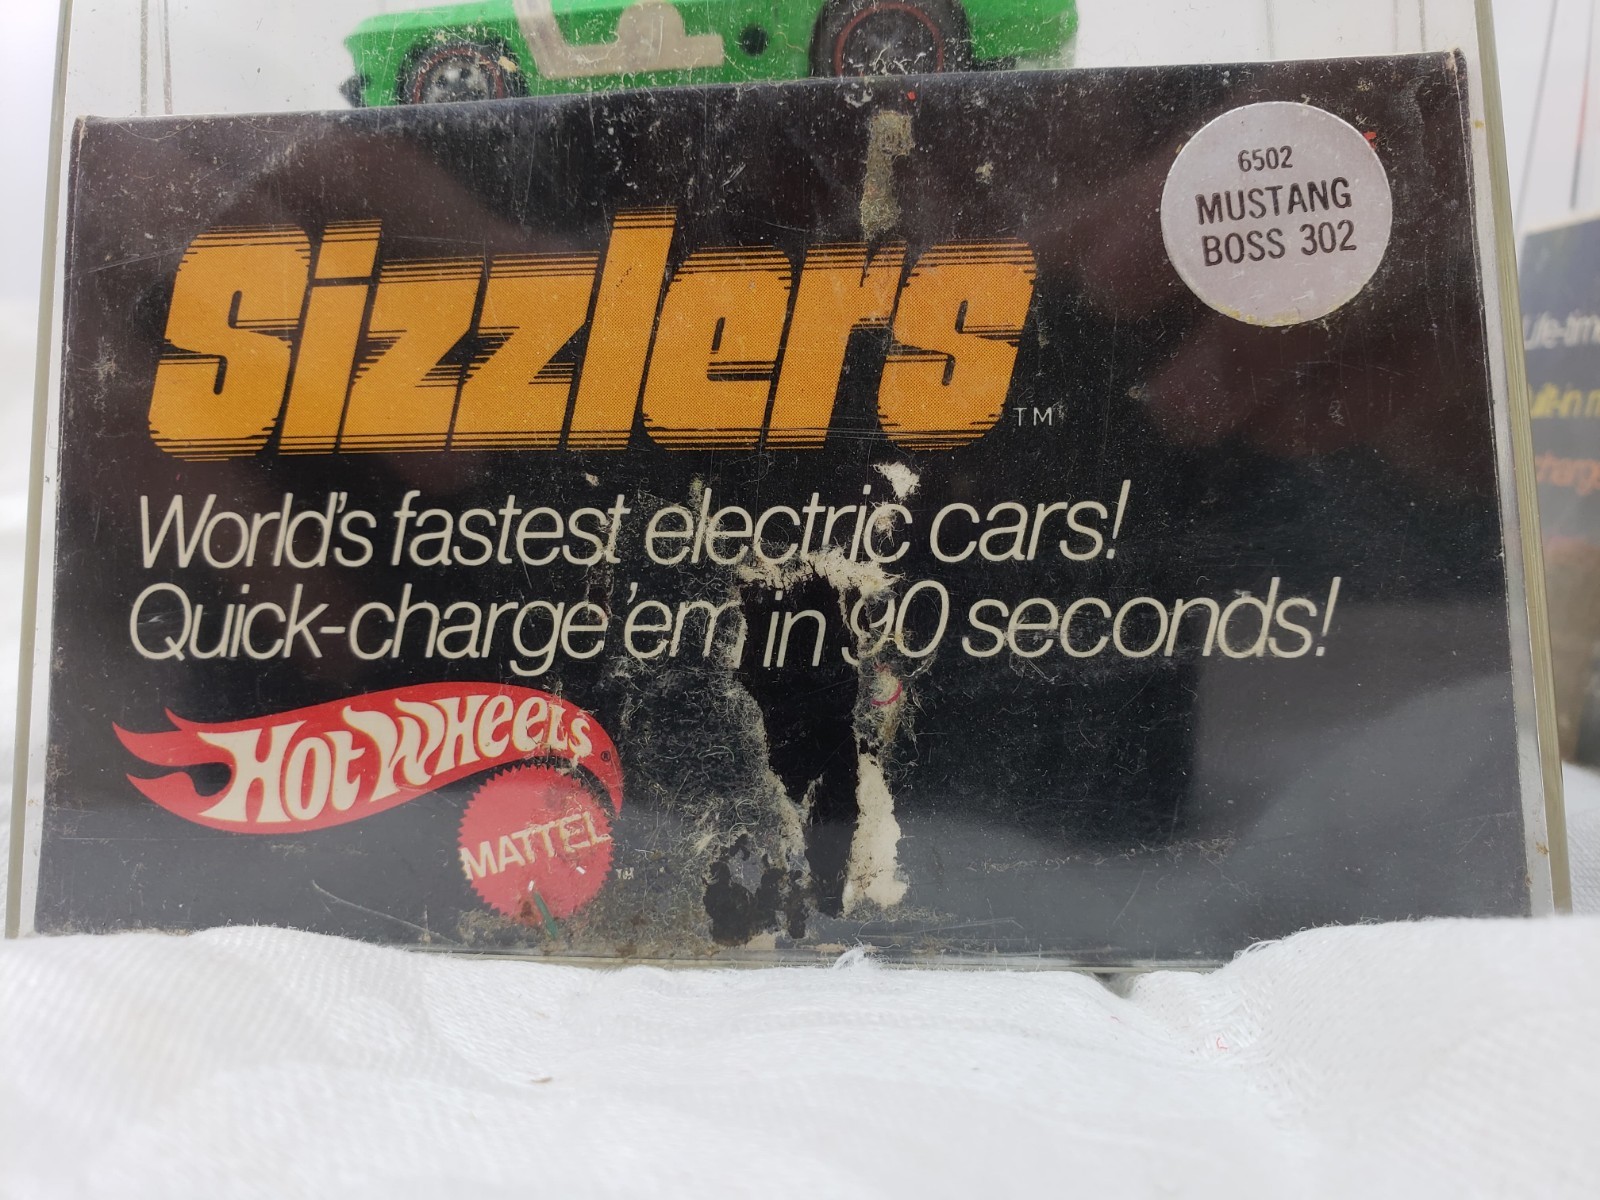 6502
MUSTANG
BOSS 302
Sizzlers
TM
World's fastest electric cars!
Quick-charge 'em in 90 seconds!
HOT WHEELS
®
MATTEL